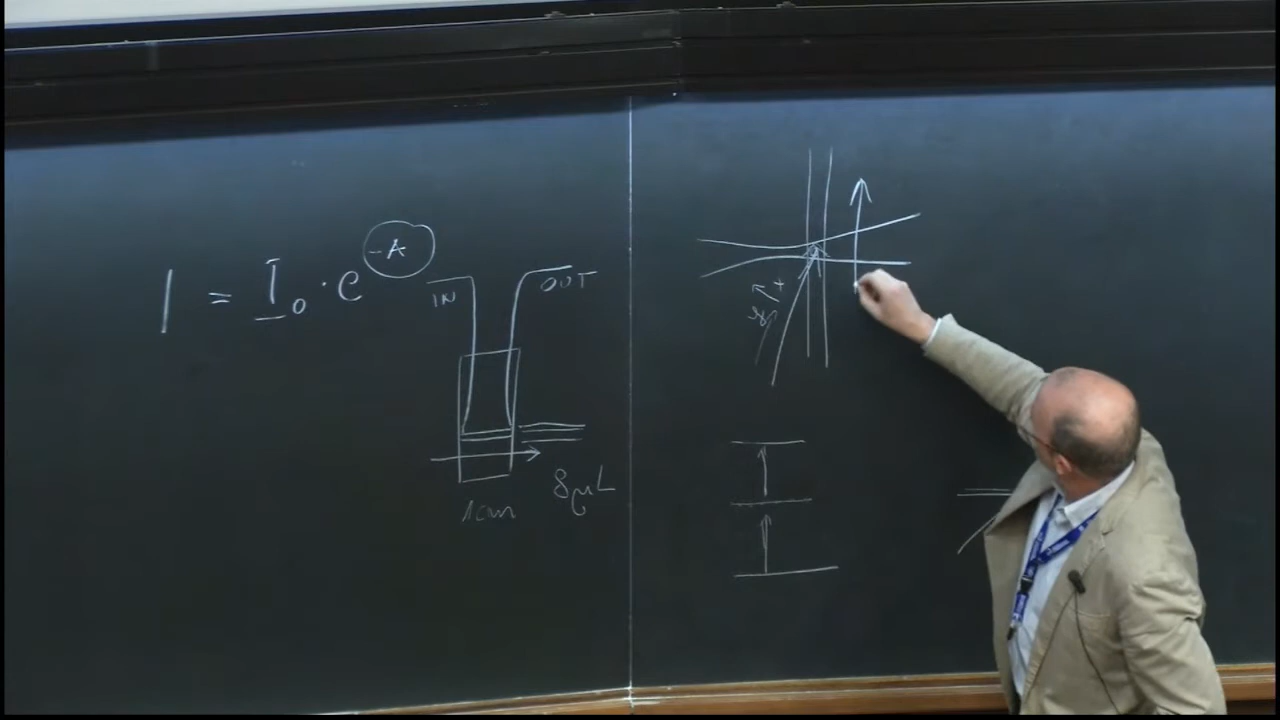 I = I₀ · e^-A
IN
OUT
1cm
8μL